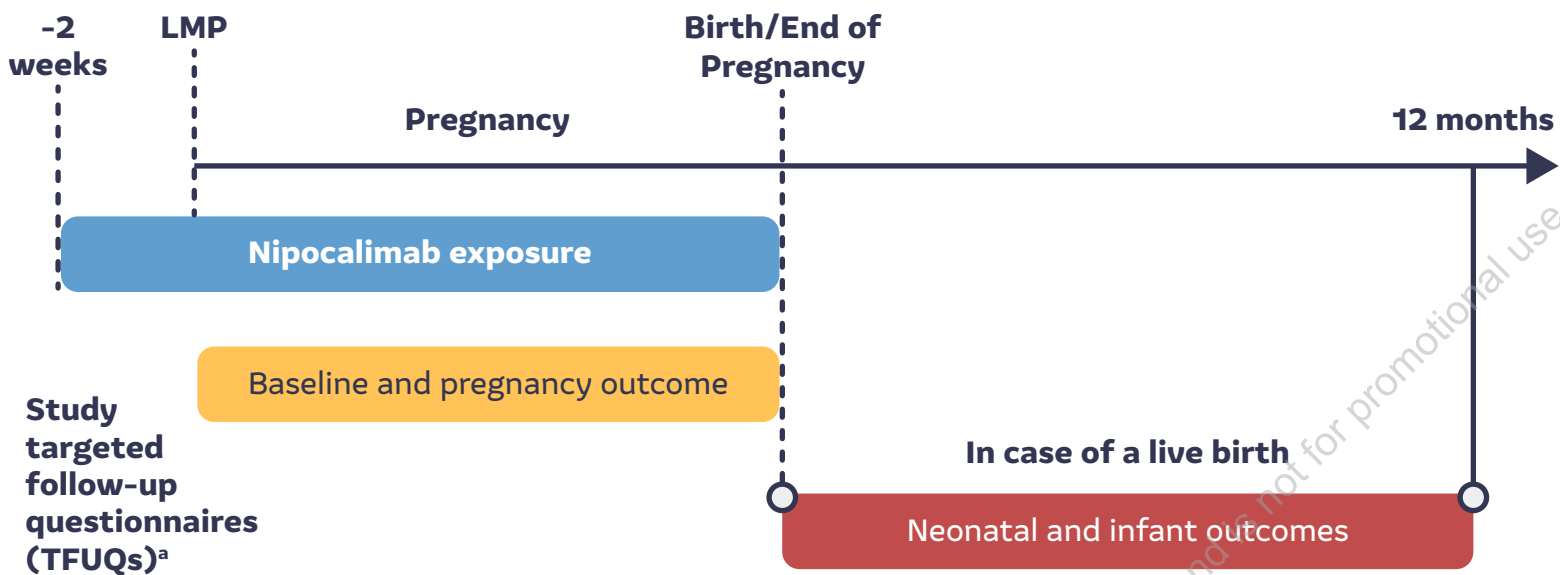 -2
weeks
LMP
Birth/End of
Pregnancy
Pregnancy
12 months
Nipocalimab exposure
Baseline and pregnancy outcome
Study
targeted
follow-up
questionnaires
(TFUQs)ᵃ
In case of a live birth
Neonatal and infant outcomes
is not for promotional use